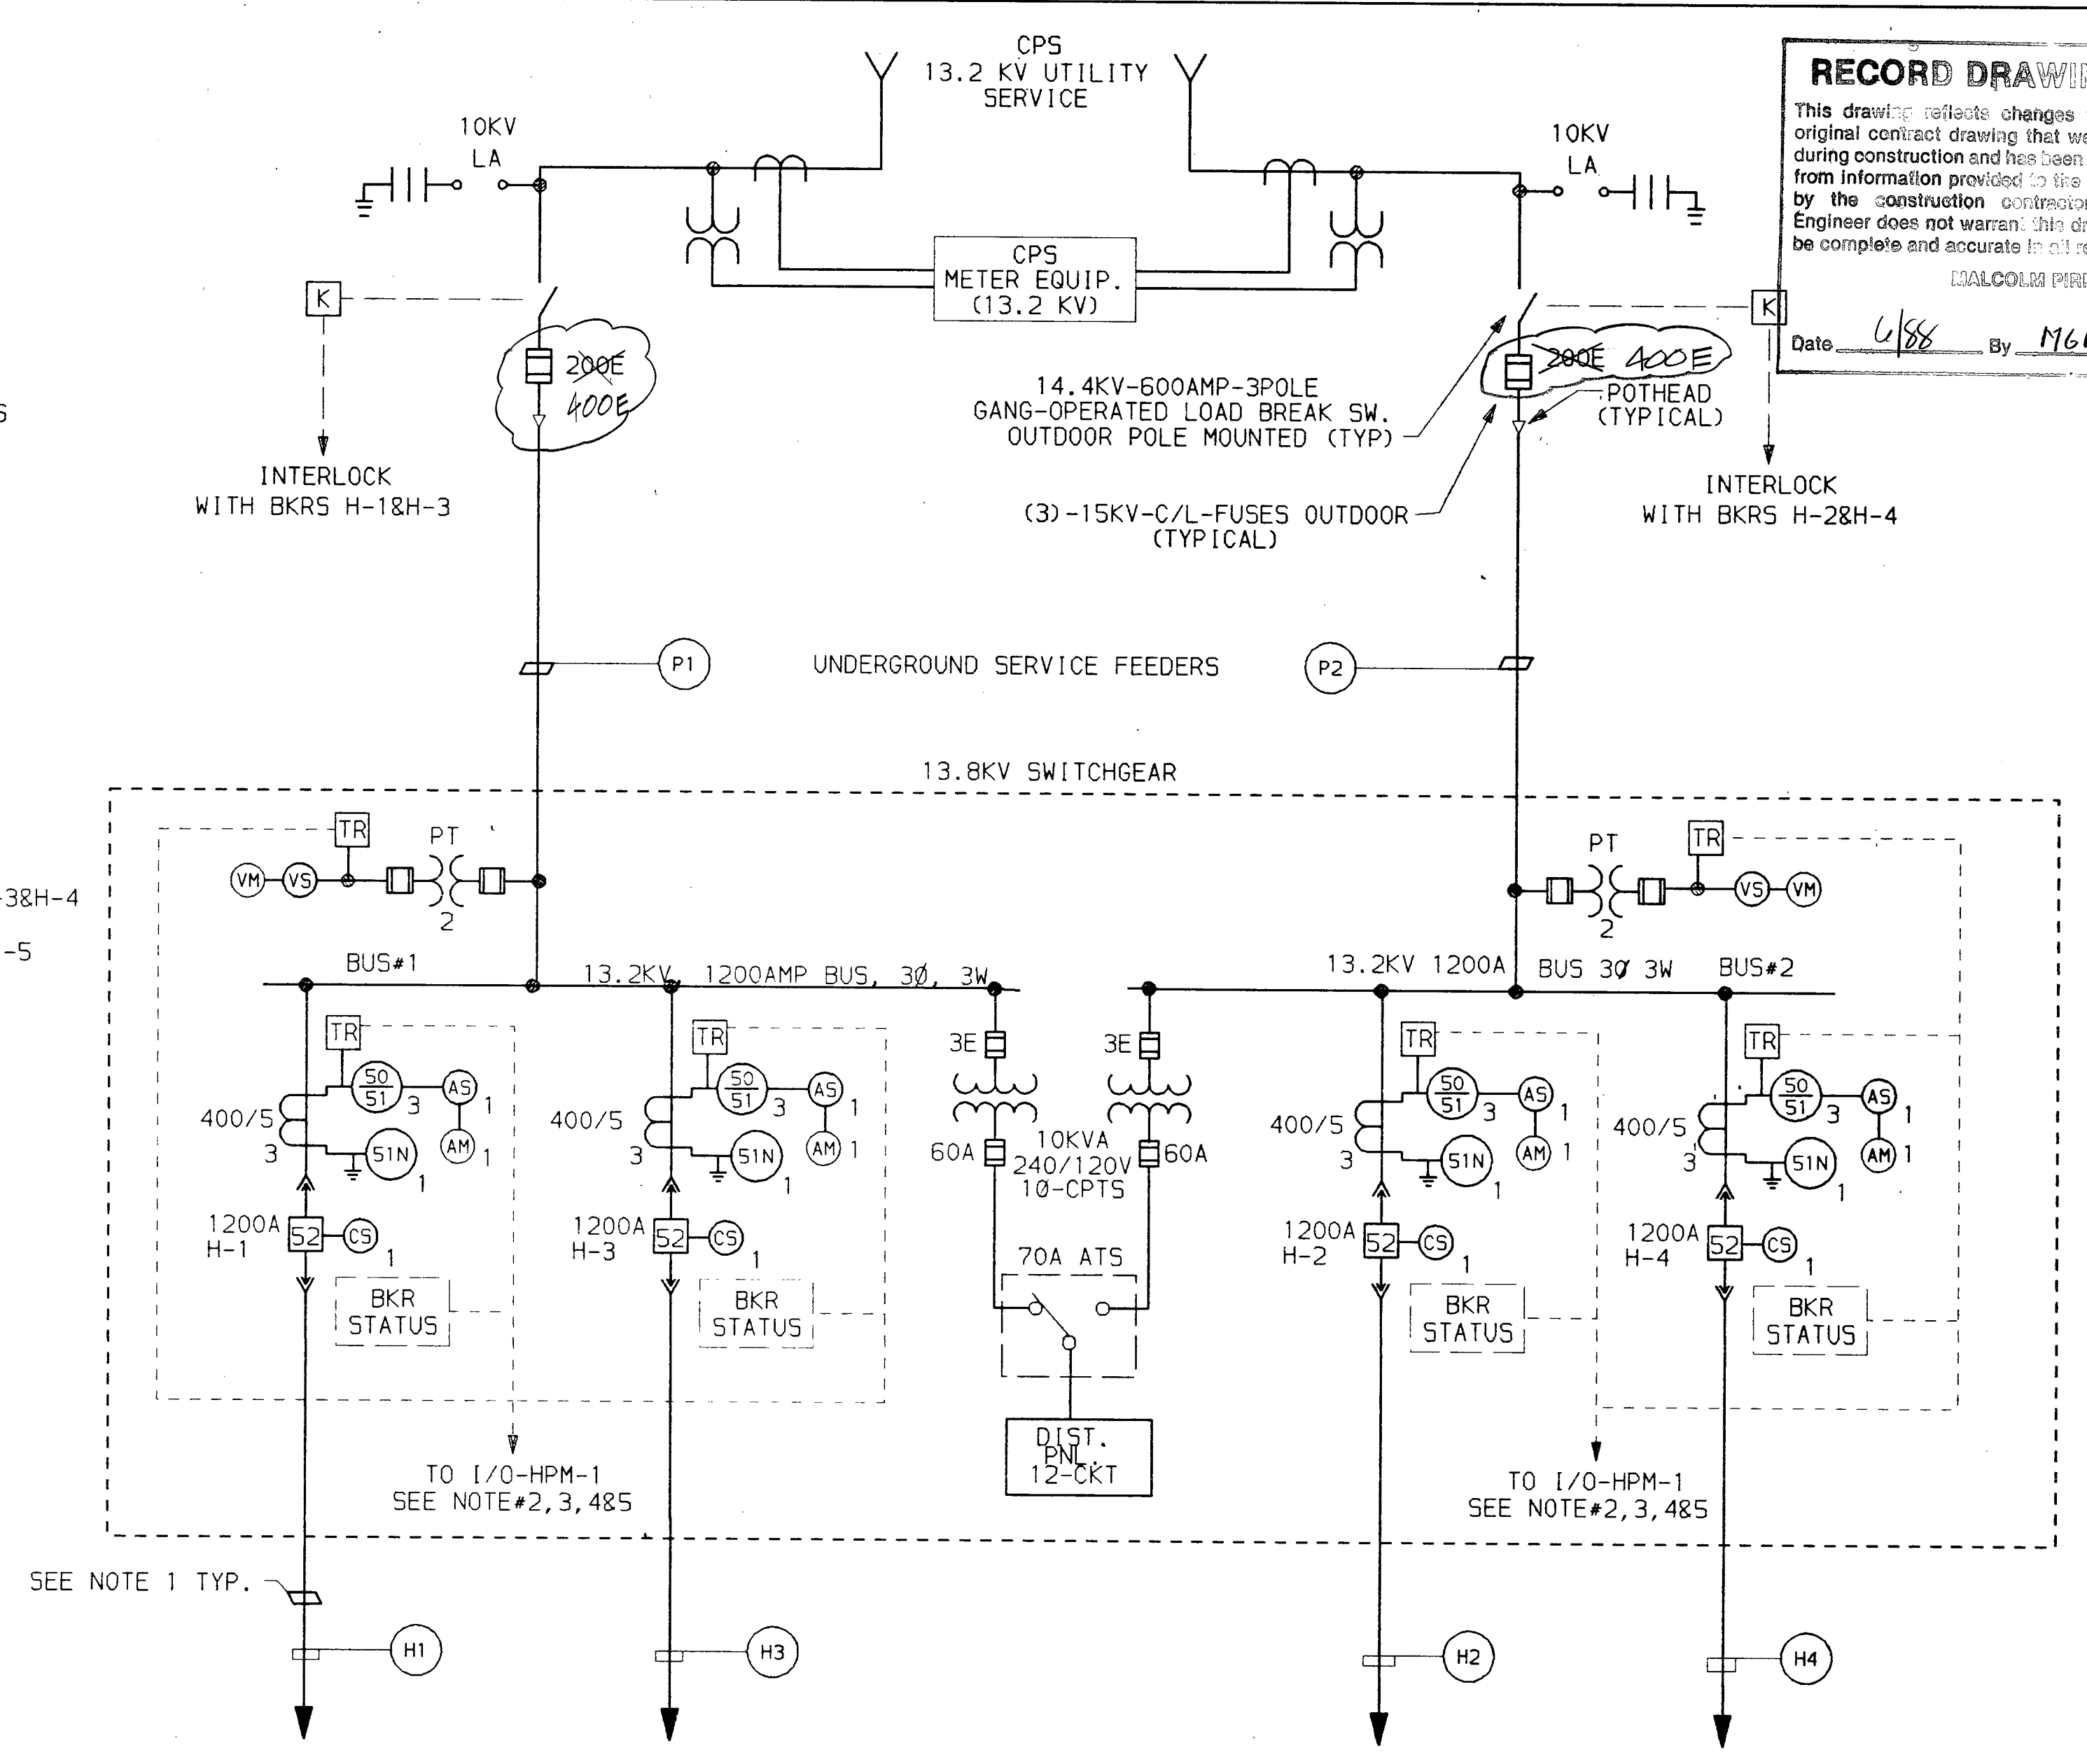 CPS
13.2 KV UTILITY
SERVICE
RECORD
This drawing reflects changes
original contract drawing that
during construction and has been
from information provided to the
by the construction
Engineer does not warrant this
be complete and accurate in all
MALCOLM
Date 6/88 By
10KV
LA
10KV
LA
CPS
METER EQUIP.
(13.2 KV)
K
K
200E
400E
200E 400E
14.4KV-600AMP-3POLE
GANG-OPERATED LOAD BREAK SW.
OUTDOOR POLE MOUNTED (TYP)
POTHEAD
(TYPICAL)
S
INTERLOCK
WITH BKRS H-1&H-3
(3)-15KV-C/L-FUSES OUTDOOR
(TYPICAL)
INTERLOCK
WITH BKRS H-2&H-4
P1
UNDERGROUND SERVICE FEEDERS
P2
13.8KV SWITCHGEAR
TR
PT
VM
VS
2
PT
TR
VS
VM
2
-3&H-4
-5
BUS#1
13.2KV, 1200AMP BUS, 3Ø, 3W
13.2KV 1200A BUS 3Ø 3W
BUS#2
TR
50
51
3
AS
1
400/5
3
51N
1
AM
1
TR
50
51
3
AS
1
400/5
3
51N
1
AM
1
3E
3E
60A
10KVA
240/120V
1Ø-CPTS
60A
TR
50
51
3
AS
1
400/5
3
51N
1
AM
1
TR
50
51
3
AS
1
400/5
3
51N
1
AM
1
1200A
H-1
52
CS
1
1200A
H-3
52
CS
1
70A ATS
1200A
H-2
52
CS
1
1200A
H-4
52
CS
1
BKR
STATUS
BKR
STATUS
BKR
STATUS
BKR
STATUS
DIST.
PNL.
12-CKT
TO I/O-HPM-1
SEE NOTE#2,3,4&5
TO I/O-HPM-1
SEE NOTE#2,3,4&5
SEE NOTE 1 TYP.
H1
H3
H2
H4